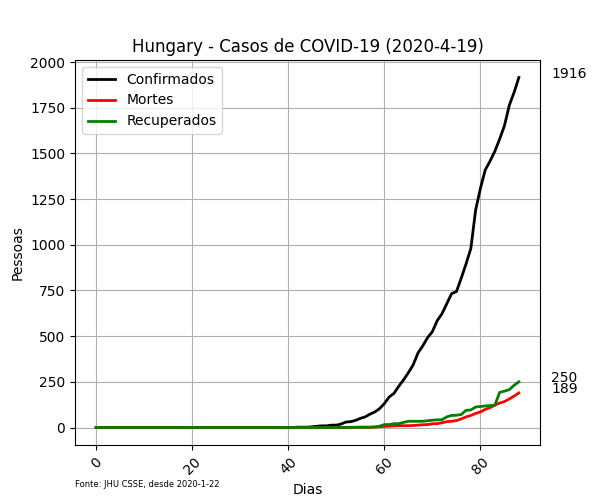 Hungary - Casos de COVID-19 (2020-4-19)
Confirmados
Mortes
Recuperados
Pessoas
2000
1750
1500
1250
1000
750
500
250
0
1916
250
189
0
20
40
60
80
Dias
Fonte: JHU CSSE, desde 2020-1-22